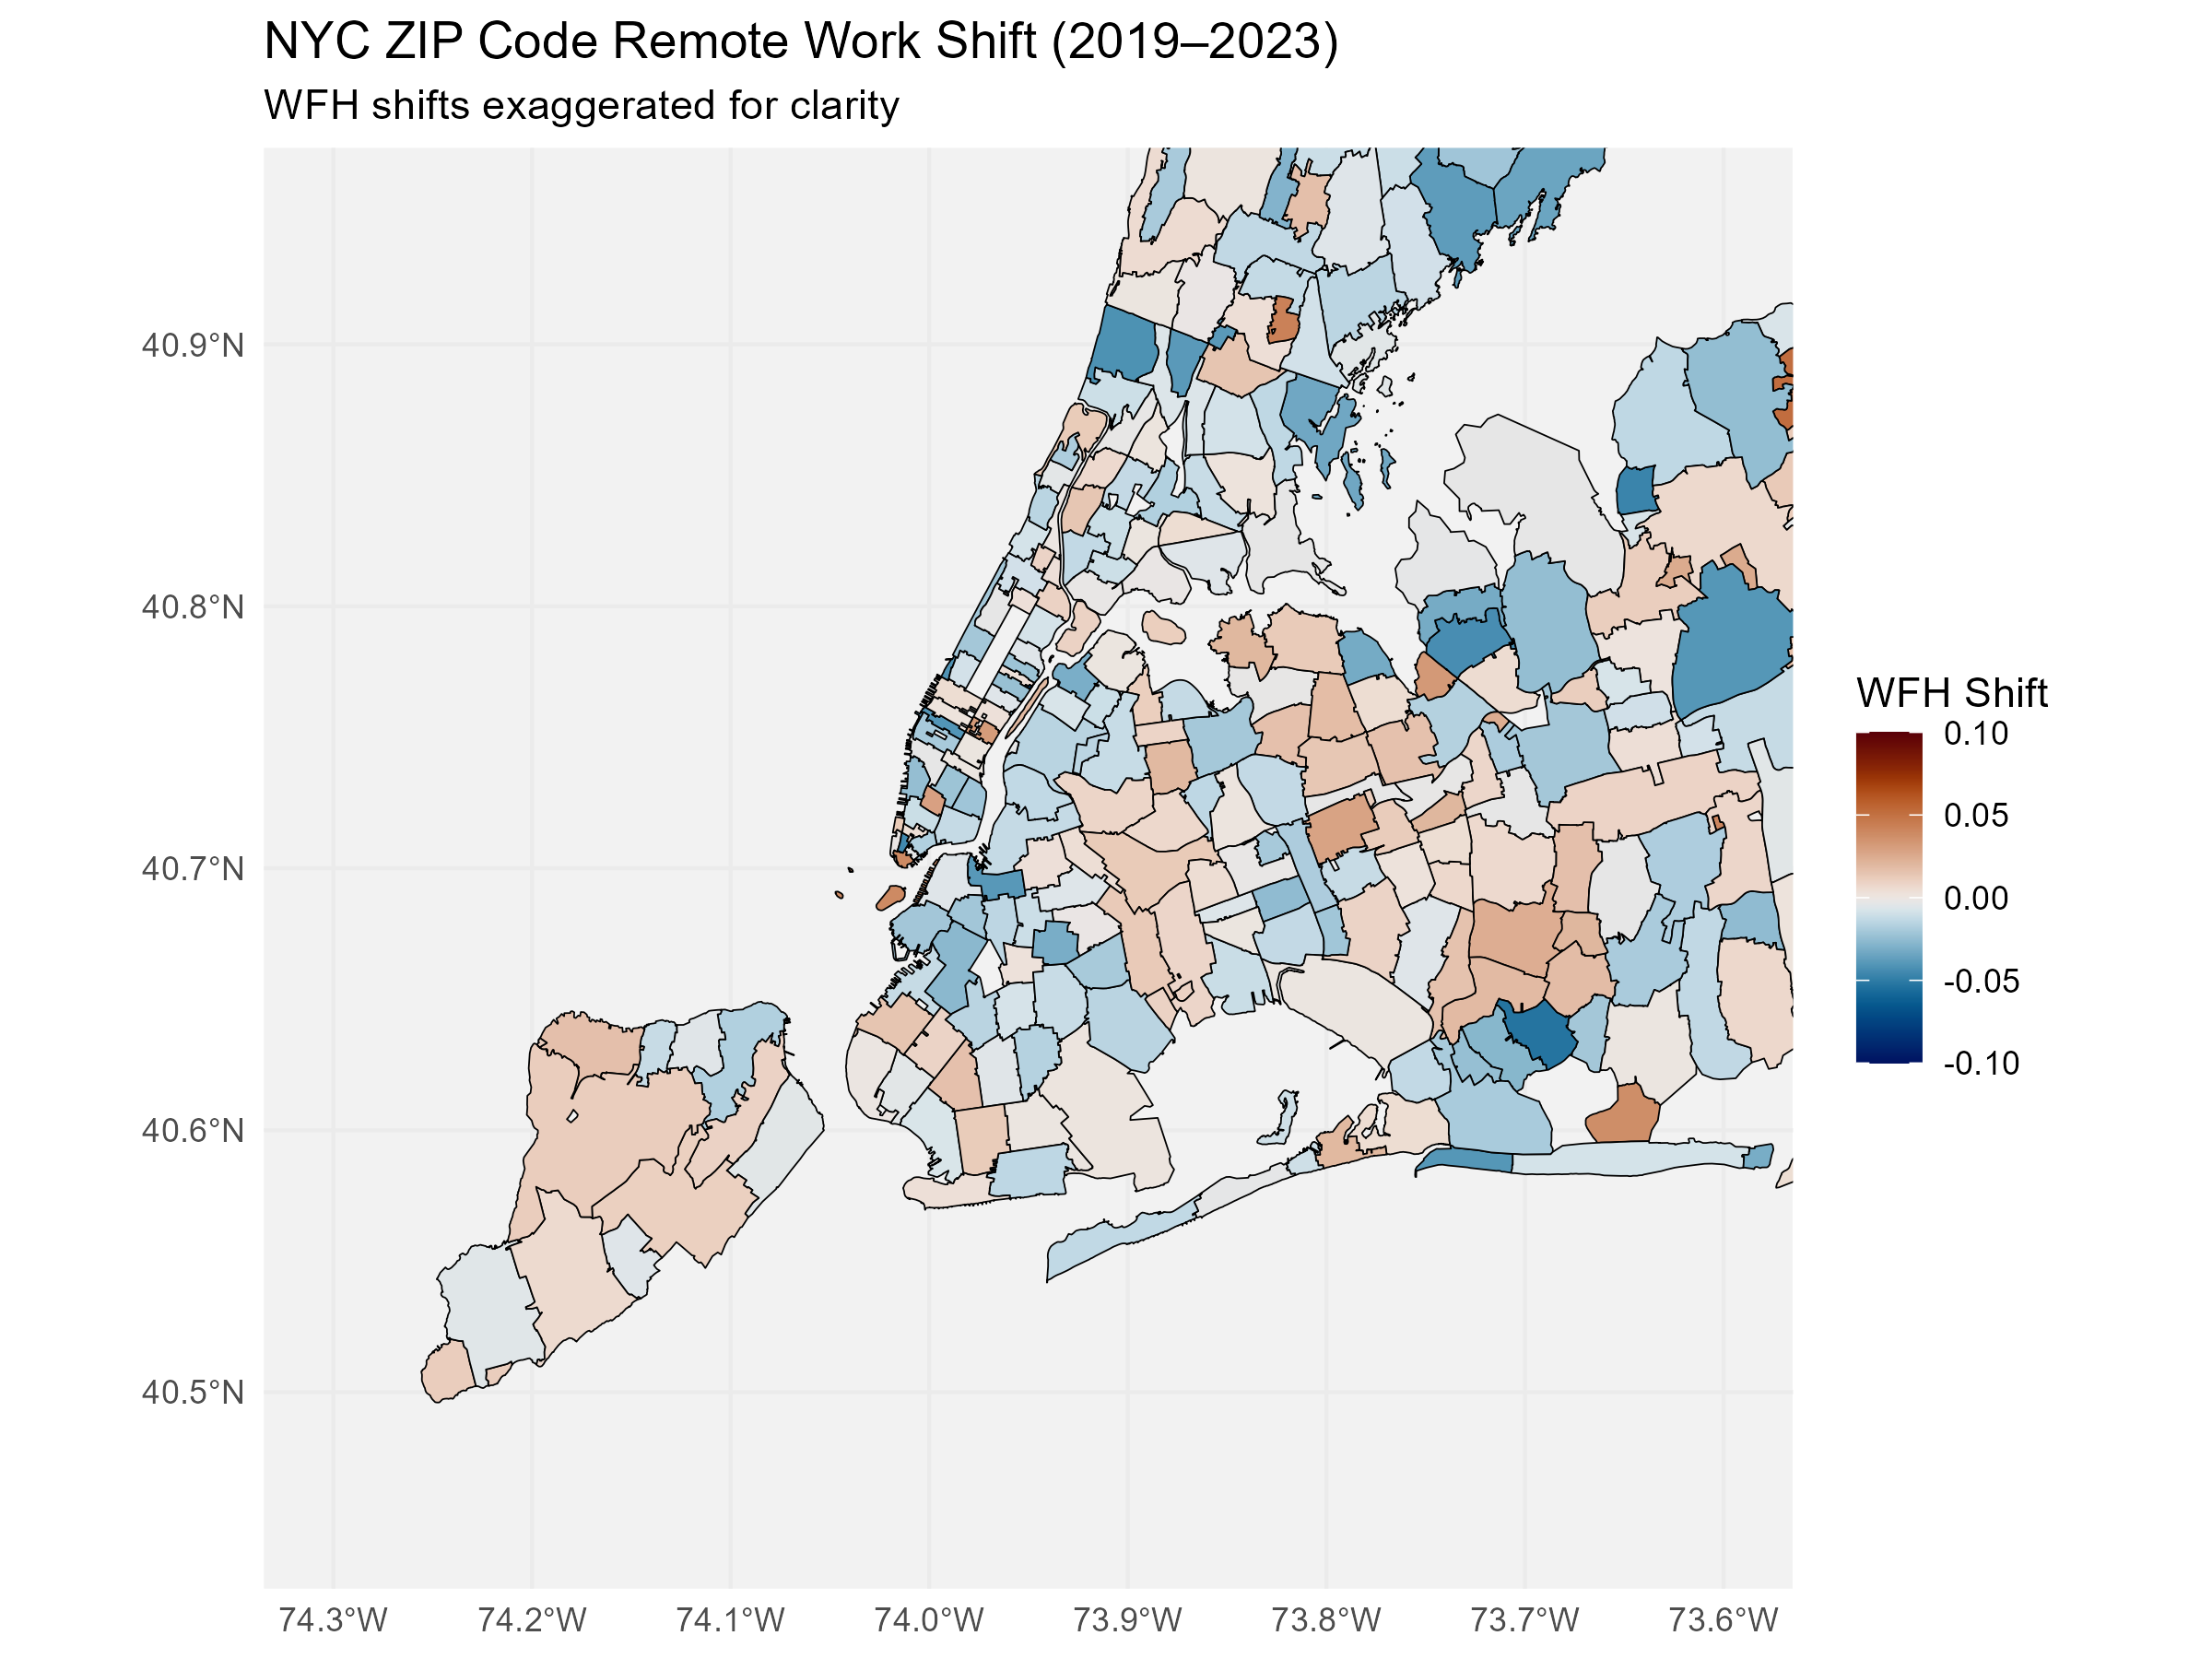 NYC ZIP Code Remote Work Shift (2019–2023)
WFH shifts exaggerated for clarity
40.9°N
40.8°N
40.7°N
40.6°N
40.5°N
74.3°W
74.2°W
74.1°W
74.0°W
73.9°W
73.8°W
73.7°W
73.6°W
WFH Shift
0.10
0.05
0.00
-0.05
-0.10